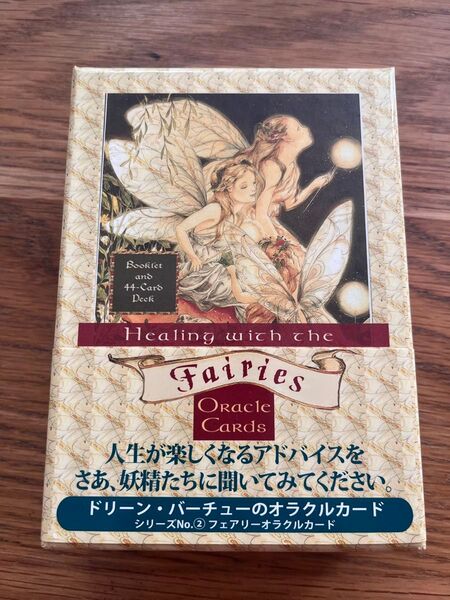 Booklet
and
44-Card
Deck
Healing with the
Fairies
Oracle
Cards
人生が楽しくなるアドバイスを
さあ、妖精たちに聞いてみてください。
ドリーン・バーチューのオラクルカード
シリーズNo.②フェアリーオラクルカード